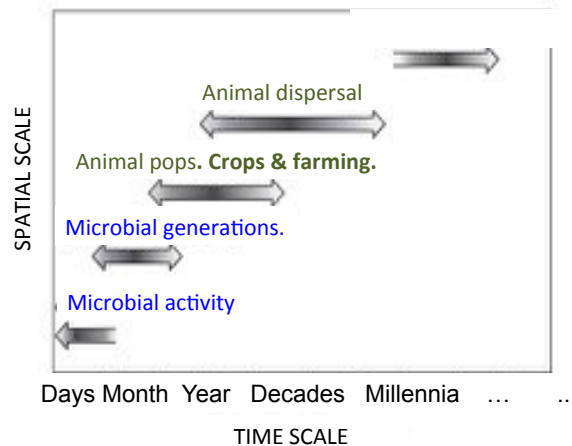 Animal dispersal
Animal pops. Crops & farming.
Microbial generations.
Microbial activity
SPATIAL SCALE
Days Month Year Decades Millennia ... ..
TIME SCALE